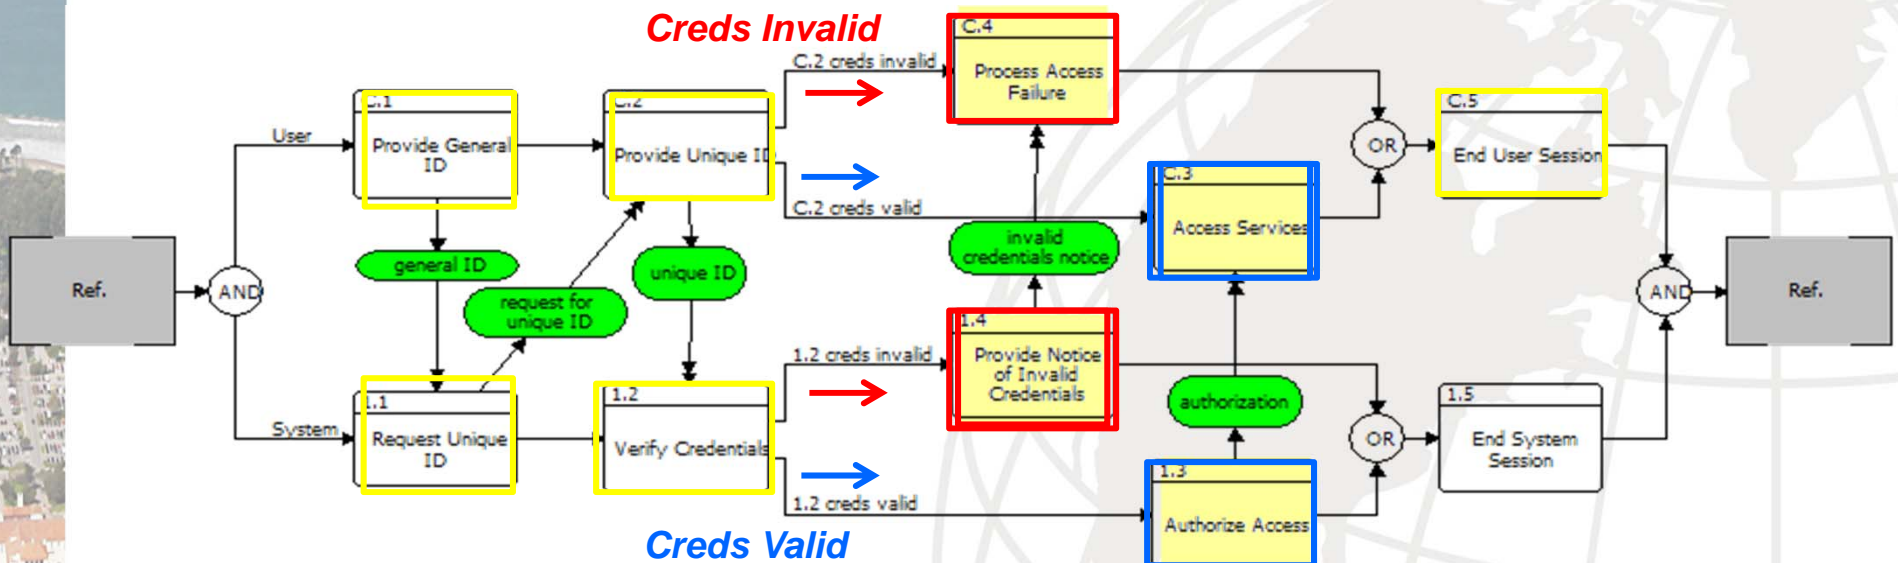 Creds Invalid
C.4
Process Access
Failure
C.2 creds invalid
C.1
Provide General
ID
C.2
Provide Unique ID
User
OR
C.5
End User Session
C.3
Access Services
C.2 creds valid
invalid
credentials notice
general ID
unique ID
request for
unique ID
Ref.
AND
AND
Ref.
1.4
Provide Notice
of Invalid
Credentials
1.2 creds invalid
1.1
Request Unique
ID
1.2
Verify Credentials
System
authorization
OR
1.5
End System
Session
1.3
Authorize Access
1.2 creds valid
Creds Valid